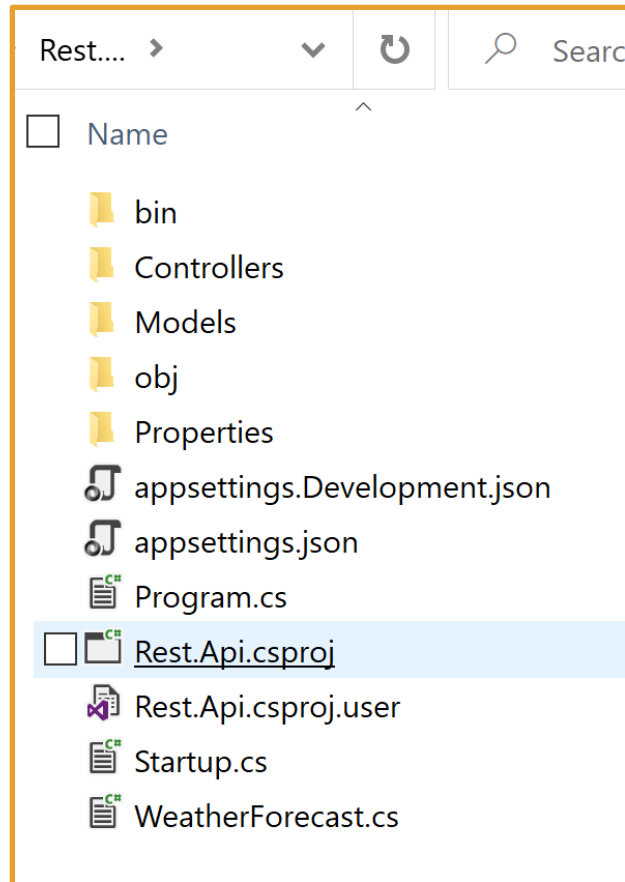 Rest.... Searc
Name
bin
Controllers
Models
obj
Properties
appsettings.Development.json
appsettings.json
C# Program.cs
C# Rest.Api.csproj
Rest.Api.csproj.user
C# Startup.cs
C# WeatherForecast.cs